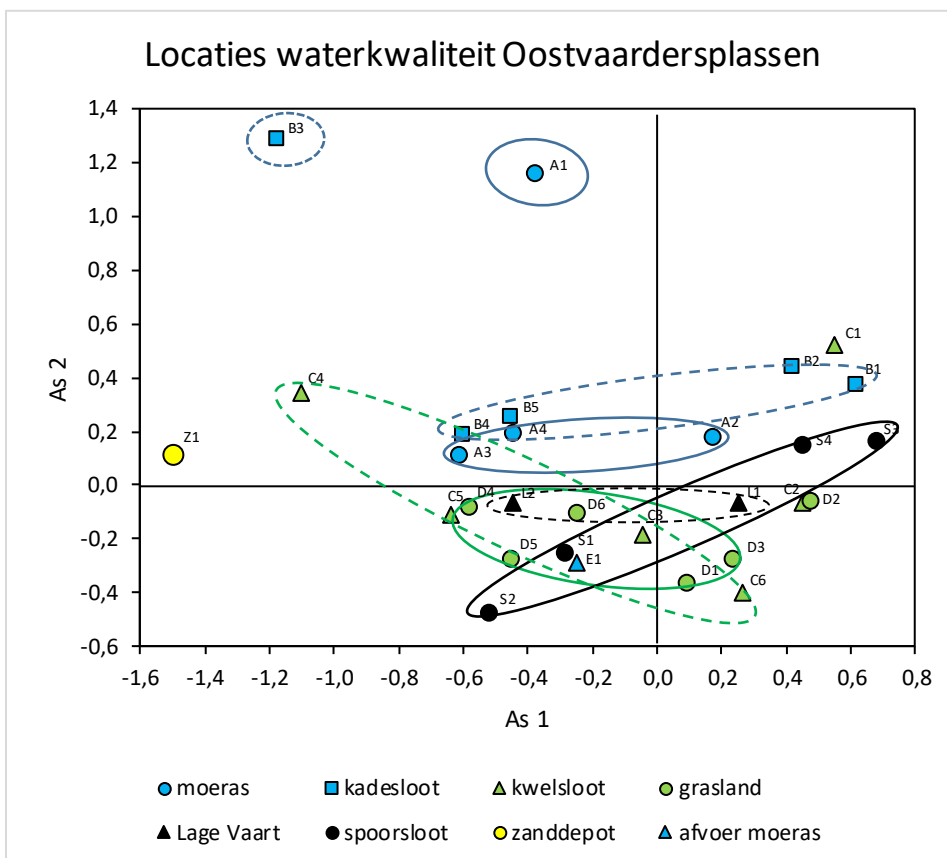 Locaties waterkwaliteit Oostvaardersplassen
1,4
B3
1,2
A1
1,0
0,8
0,6
C1
B2
B1
0,4
C4
B5
B4
A4
A2
0,2
A3
S4
Z1
0,0
C5
D4
L2
D6
L1
C2
D2
C3
-0,2
D5
S1
E1
D3
D1
C6
-0,4
S2
-0,6
-1,6 -1,4 -1,2 -1,0 -0,8 -0,6 -0,4 -0,2 0,0 0,2 0,4 0,6 0,8
As 2
As 1
moeras kadesloot kwelsloot grasland
Lage Vaart spoorsloot zanddepot afvoer moeras